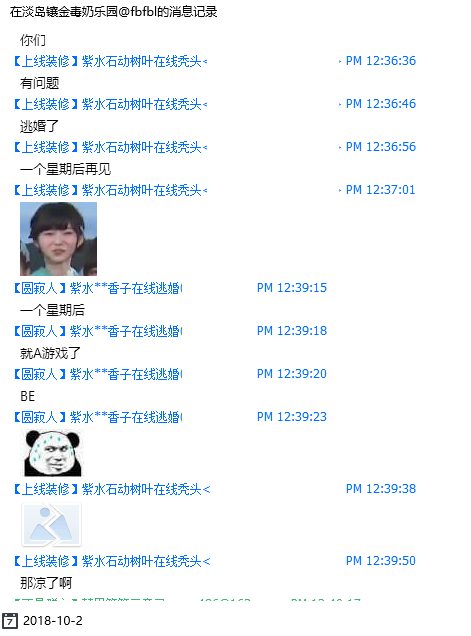 在淡岛镶金毒奶乐园@fbfbl的消息记录
你们
【上线装修】紫水石动树叶在线秃头< PM 12:36:36
有问题
【上线装修】紫水石动树叶在线秃头< PM 12:36:46
逃婚了
【上线装修】紫水石动树叶在线秃头< PM 12:36:56
一个星期后再见
【上线装修】紫水石动树叶在线秃头< PM 12:37:01
【圆寂人】紫水**香子在线逃婚( PM 12:39:15
一个星期后
【圆寂人】紫水**香子在线逃婚( PM 12:39:18
就A游戏了
【圆寂人】紫水**香子在线逃婚( PM 12:39:20
BE
【圆寂人】紫水**香子在线逃婚( PM 12:39:23
【上线装修】紫水石动树叶在线秃头< PM 12:39:38
【上线装修】紫水石动树叶在线秃头< PM 12:39:50
那凉了啊
2018-10-2